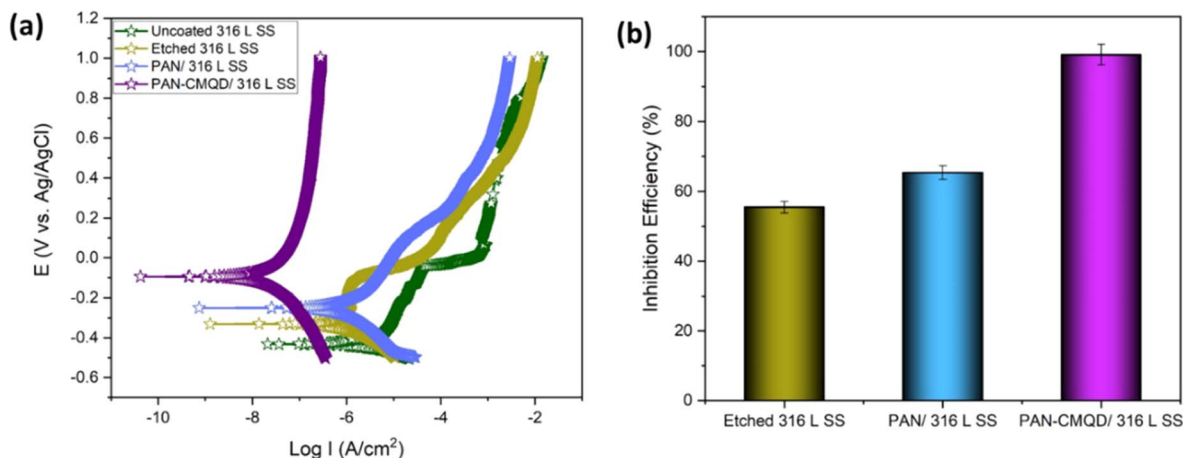 (a)
Uncoated 316 L SS
Etched 316 L SS
PAN/ 316 L SS
PAN-CMQD/ 316 L SS
E (V vs. Ag/AgCl)
1.2
1.0
0.8
0.6
0.4
0.2
0.0
-0.2
-0.4
-0.6
-10
-8
-6
-4
-2
Log I (A/cm²)
(b)
Inhibition Efficiency (%)
100
80
60
40
20
0
Etched 316 L SS
PAN/ 316 L SS
PAN-CMQD/ 316 L SS